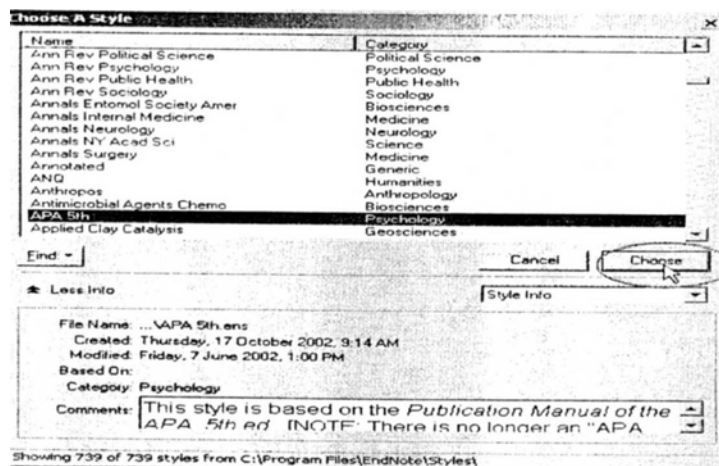 Choose A Style
Name Category
Ann Rev Political Science Political Science
Ann Rev Psychology Psychology
Ann Rev Public Health Public Health
Ann Rev Sociology Sociology
Annals Entomol Society Amer Biosciences
Annals Internal Medicine Medicine
Annals Neurology Neurology
Annals NY Acad Sci Science
Annals Surgery Medicine
Annotated Generic
ANQ Humanities
Anthropos Anthropology
Antimicrobial Agents Chemo Biosciences
APA 5th Psychology
Applied Clay Catalysis Geosciences
Find Cancel Choose
Less Info Style Info
File Name: ...\APA 5th.ens
Created: Thursday, 17 October 2002, 9:14 AM
Modified: Friday, 7 June 2002, 1:00 PM
Based On:
Category: Psychology
Comments: This style is based on the Publication Manual of the
APA, 5th ed. [NOTE: There is no longer an "APA
Showing 739 of 739 styles from C:\Program Files\EndNote\Styles\